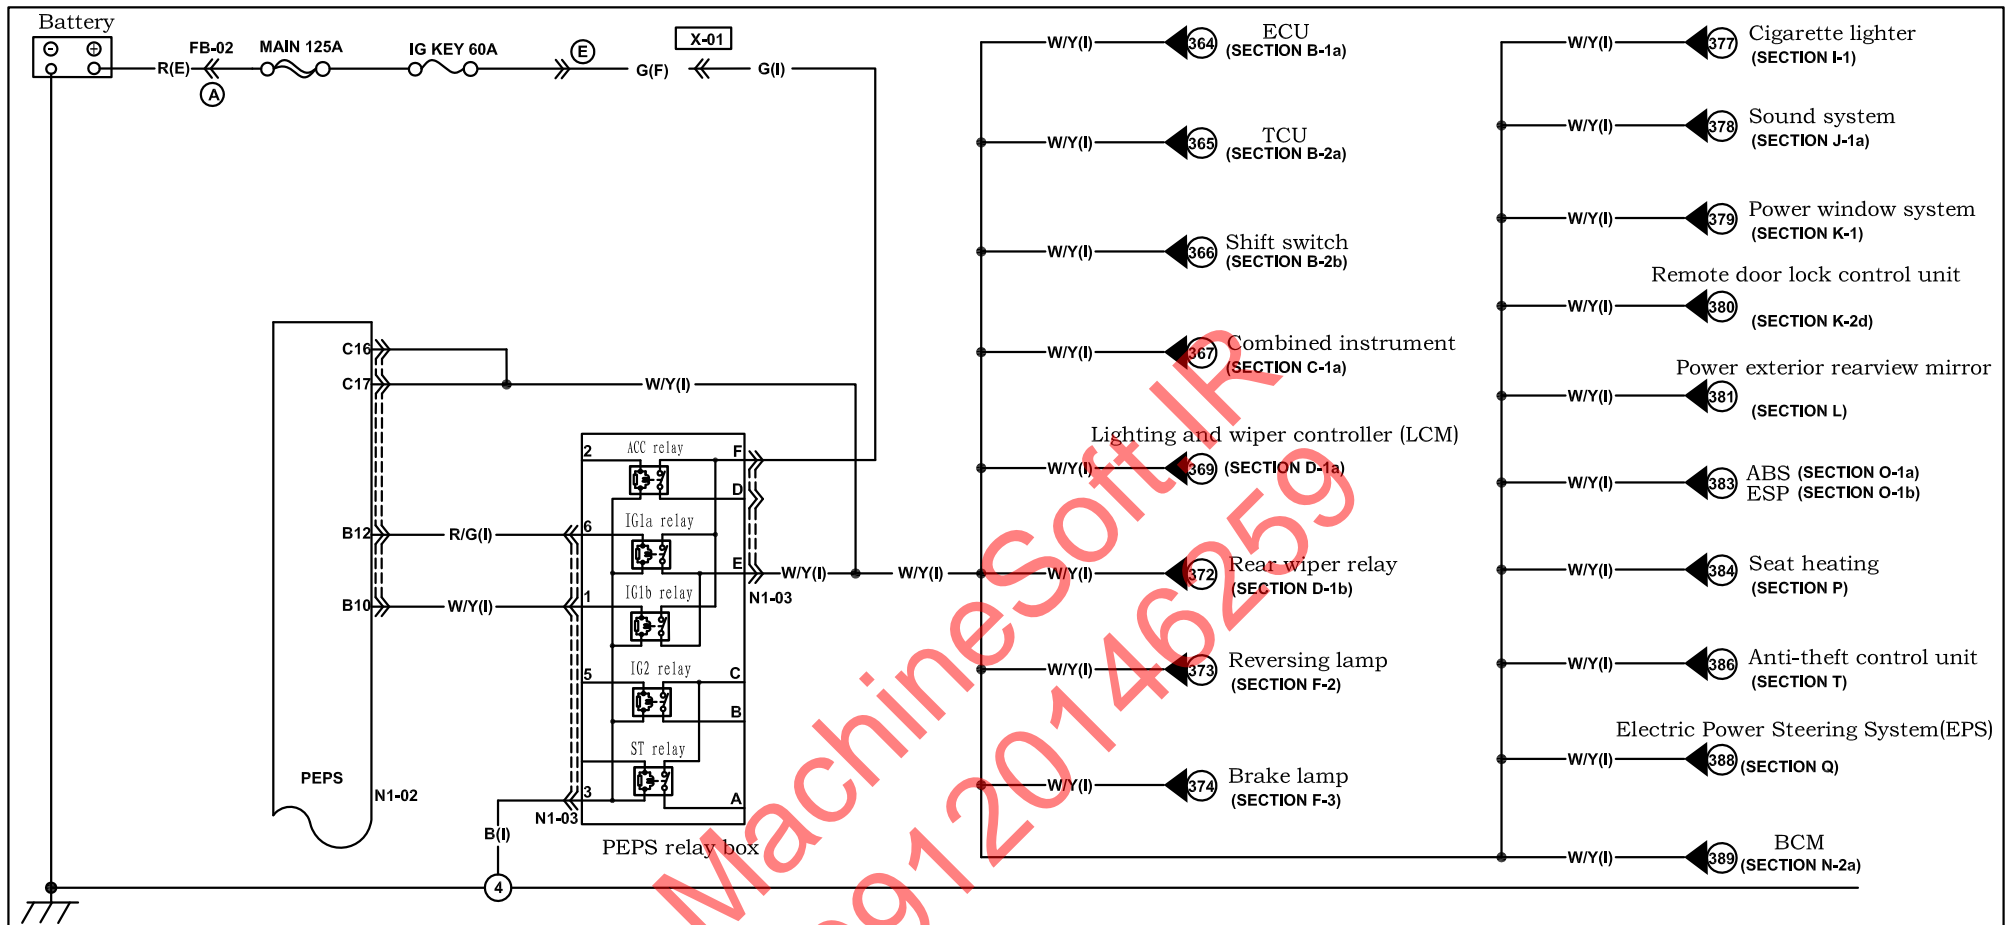 Battery
FB-02
MAIN 125A
IG KEY 60A
E
X-01
R(E)
A
G(F)
G(I)
C16
C17
W/Y(I)
B12
R/G(I)
B10
W/Y(I)
PEPS
N1-02
2
ACC relay
F
D
6
IG1a relay
E
W/Y(I)
W/Y(I)
1
IG1b relay
N1-03
5
IG2 relay
C
B
ST relay
3
A
N1-03
B(I)
PEPS relay box
4
W/Y(I)
364
ECU
(SECTION B-1a)
W/Y(I)
365
TCU
(SECTION B-2a)
W/Y(I)
366
Shift switch
(SECTION B-2b)
W/Y(I)
367
Combined instrument
(SECTION C-1a)
Lighting and wiper controller (LCM)
W/Y(I)
369
(SECTION D-1a)
W/Y(I)
372
Rear wiper relay
(SECTION D-1b)
W/Y(I)
373
Reversing lamp
(SECTION F-2)
W/Y(I)
374
Brake lamp
(SECTION F-3)
W/Y(I)
377
Cigarette lighter
(SECTION I-1)
W/Y(I)
378
Sound system
(SECTION J-1a)
W/Y(I)
379
Power window system
(SECTION K-1)
Remote door lock control unit
W/Y(I)
380
(SECTION K-2d)
Power exterior rearview mirror
W/Y(I)
381
(SECTION L)
W/Y(I)
383
ABS (SECTION O-1a)
ESP (SECTION O-1b)
W/Y(I)
384
Seat heating
(SECTION P)
W/Y(I)
386
Anti-theft control unit
(SECTION T)
Electric Power Steering System(EPS)
W/Y(I)
388
(SECTION Q)
W/Y(I)
389
BCM
(SECTION N-2a)
MachineSoft IR
09120146259